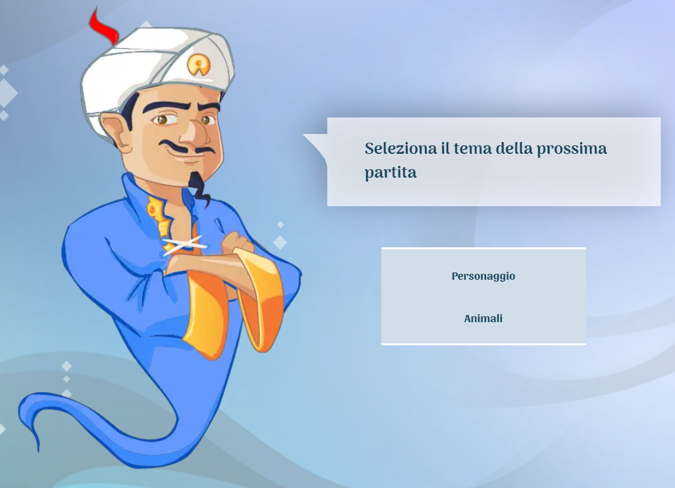 Seleziona il tema della prossima
partita
Personaggio
Animali